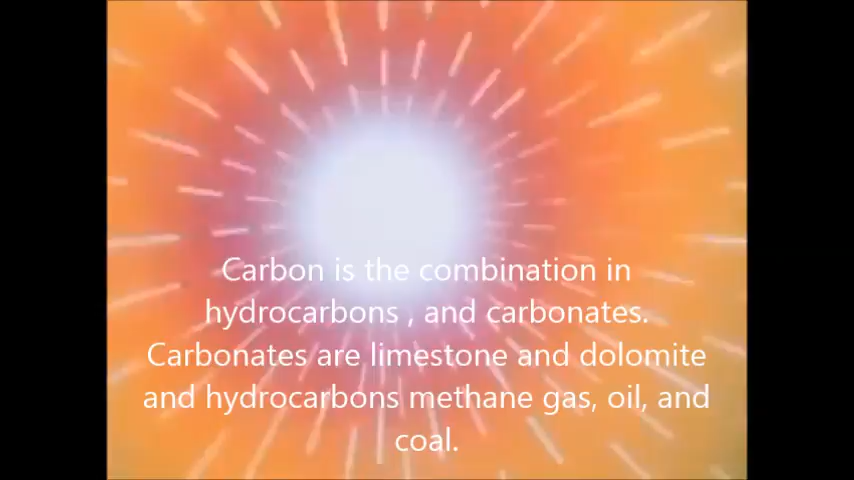 Carbon is the combination in
hydrocarbons , and carbonates.
Carbonates are limestone and dolomite
and hydrocarbons methane gas, oil, and
coal.